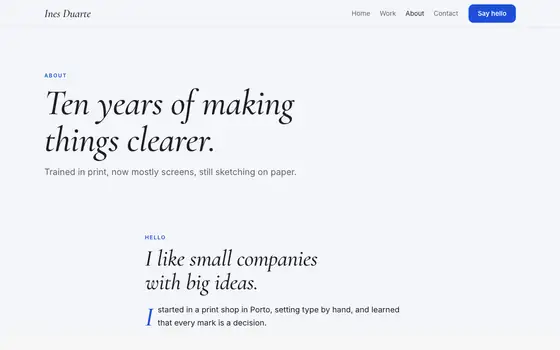 Ines Duarte
Home Work About Contact Say hello
ABOUT
Ten years of making
things clearer.
Trained in print, now mostly screens, still sketching on paper.
HELLO
I like small companies
with big ideas.
I started in a print shop in Porto, setting type by hand, and learned
that every mark is a decision.